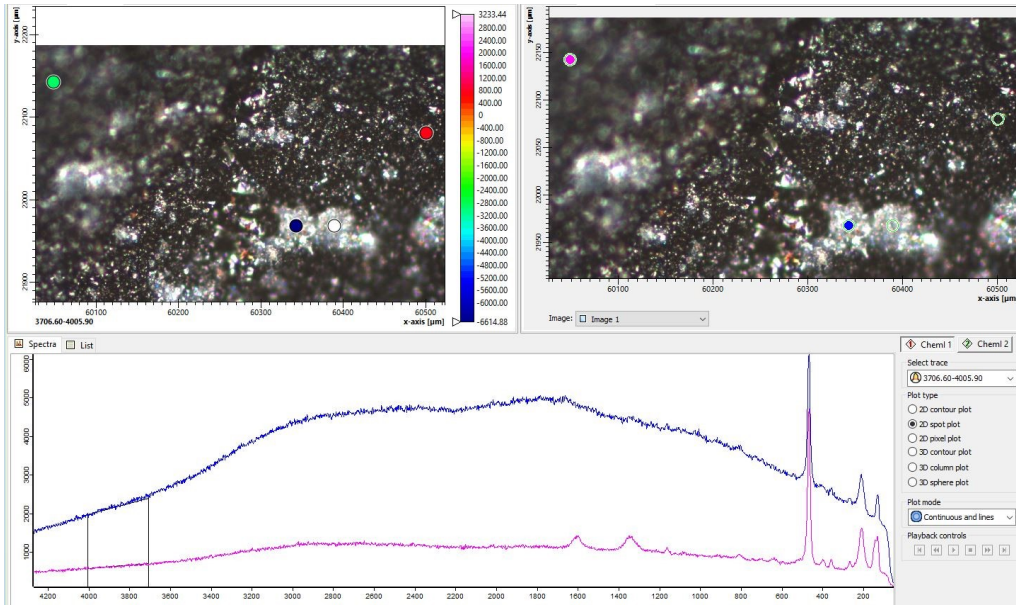 y-axis [µm]
22200
22100
22000
21900
60100
60200
60300
60400
60500
3706.60-4005.90
x-axis [µm]
3233.44
2800.00
2400.00
2000.00
1600.00
1200.00
800.00
400.00
0
-400.00
-800.00
-1200.00
-1600.00
-2000.00
-2400.00
-2800.00
-3200.00
-3600.00
-4000.00
-4400.00
-4800.00
-5200.00
-5600.00
-6000.00
-6614.88
y-axis [µm]
22150
22100
22050
22000
21950
60100
60200
60300
60400
60500
x-axis [µm]
Image: Image 1
Spectra List
6000
5000
4000
3000
2000
1000
4200 4000 3800 3600 3400 3200 3000 2800 2600 2400 2200 2000 1800 1600 1400 1200 1000 800 600 400 200
1 ChemI 1 2 ChemI 2
Select trace
3706.60-4005.90
Plot type
2D contour plot
2D spot plot
2D pixel plot
3D contour plot
3D column plot
3D sphere plot
Plot mode
Continuous and lines
Playback controls